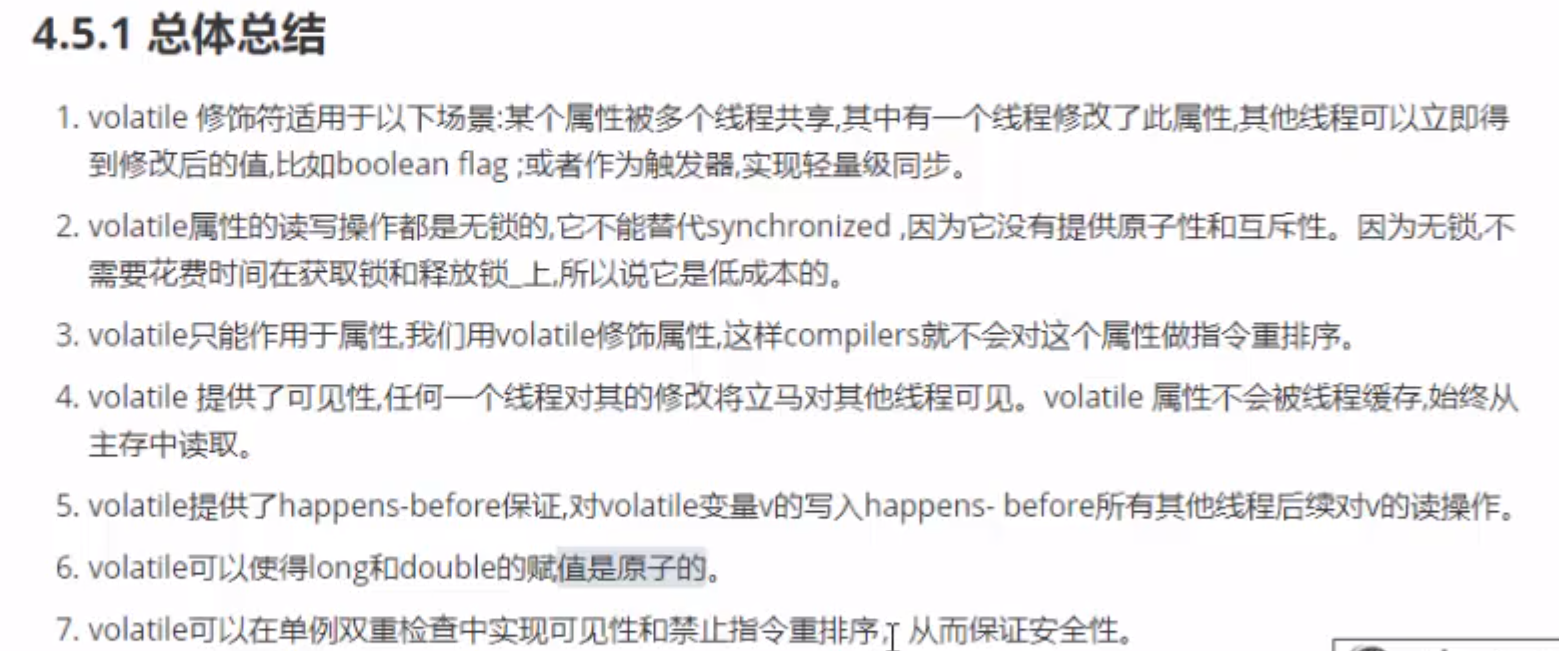 4.5.1 总体总结
1. volatile 修饰符适用于以下场景:某个属性被多个线程共享,其中有一个线程修改了此属性,其他线程可以立即得
到修改后的值,比如boolean flag ;或者作为触发器,实现轻量级同步。
2. volatile属性的读写操作都是无锁的,它不能替代synchronized ,因为它没有提供原子性和互斥性。因为无锁,不
需要花费时间在获取锁和释放锁_上,所以说它是低成本的。
3. volatile只能作用于属性,我们用volatile修饰属性,这样compilers就不会对这个属性做指令重排序。
4. volatile 提供了可见性,任何一个线程对其的修改将立马对其他线程可见。volatile 属性不会被线程缓存,始终从
主存中读取。
5. volatile提供了happens-before保证,对volatile变量v的写入happens- before所有其他线程后续对v的读操作。
6. volatile可以使得long和double的赋值是原子的。
7. volatile可以在单例双重检查中实现可见性和禁止指令重排序, 从而保证安全性。